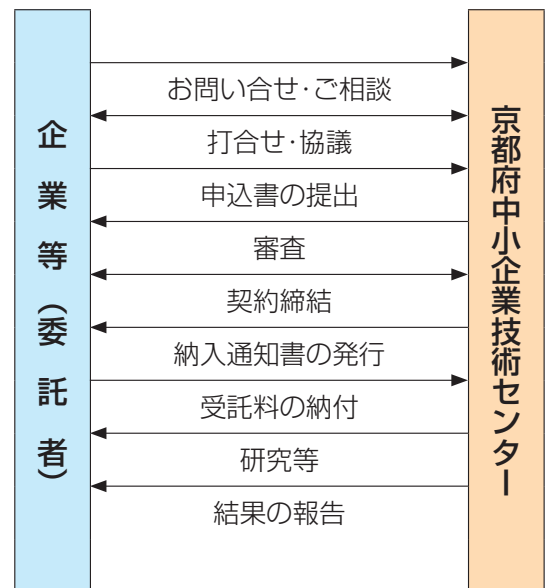 企業等（委託者）
お問い合せ・ご相談
打合せ・協議
申込書の提出
審査
契約締結
納入通知書の発行
受託料の納付
研究等
結果の報告
京都府中小企業技術センター